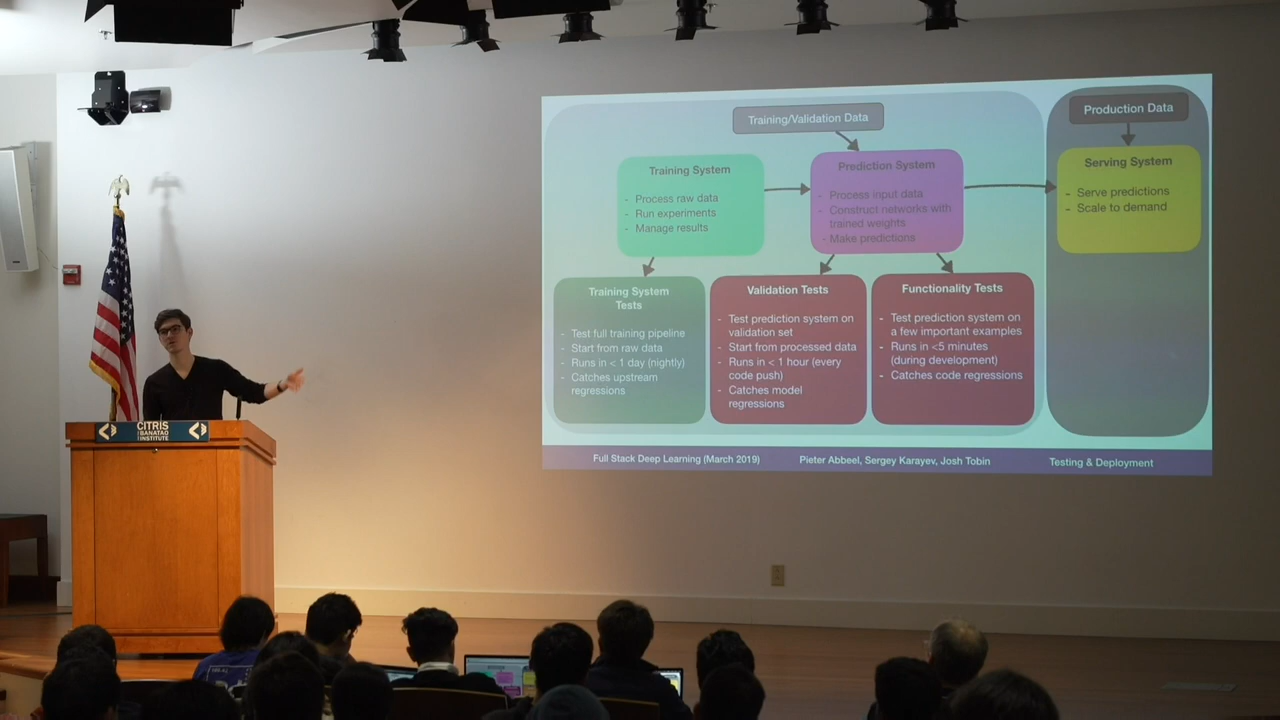 Training/Validation Data
Production Data
Training System
- Process raw data
- Run experiments
- Manage results
Prediction System
- Process input data
- Construct networks with
trained weights
- Make predictions
Serving System
- Serve predictions
- Scale to demand
Training System
Tests
- Test full training pipeline
- Start from raw data
- Runs in < 1 day (nightly)
- Catches upstream
regressions
Validation Tests
- Test prediction system on
validation set
- Start from processed data
- Runs in < 1 hour (every
code push)
- Catches model
regressions
Functionality Tests
- Test prediction system on
a few important examples
- Runs in <5 minutes
(during development)
- Catches code regressions
Full Stack Deep Learning (March 2019)
Pieter Abbeel, Sergey Karayev, Josh Tobin
Testing & Deployment
CITRIS
BANATAO
INSTITUTE